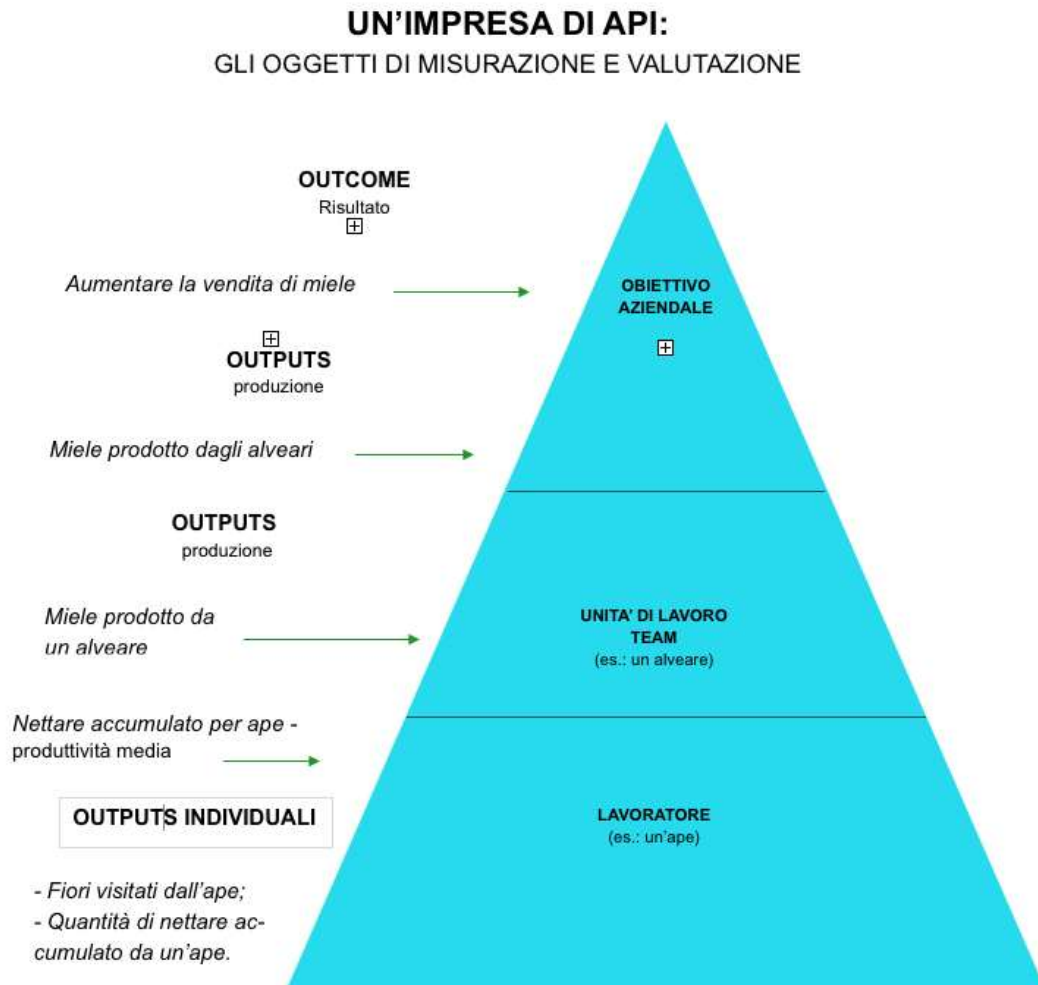 UN’IMPRESA DI API:
GLI OGGETTI DI MISURAZIONE E VALUTAZIONE
OUTCOME
Risultato
Aumentare la vendita di miele
OBIETTIVO
AZIENDALE
OUTPUTS
produzione
Miele prodotto dagli alveari
OUTPUTS
produzione
Miele prodotto da
un alveare
UNITA’ DI LAVORO
TEAM
(es.: un alveare)
Nettare accumulato per ape -
produttività media
OUTPUTS INDIVIDUALI
LAVORATORE
(es.: un’ape)
- Fiori visitati dall’ape;
- Quantità di nettare ac-
cumulato da un’ape.